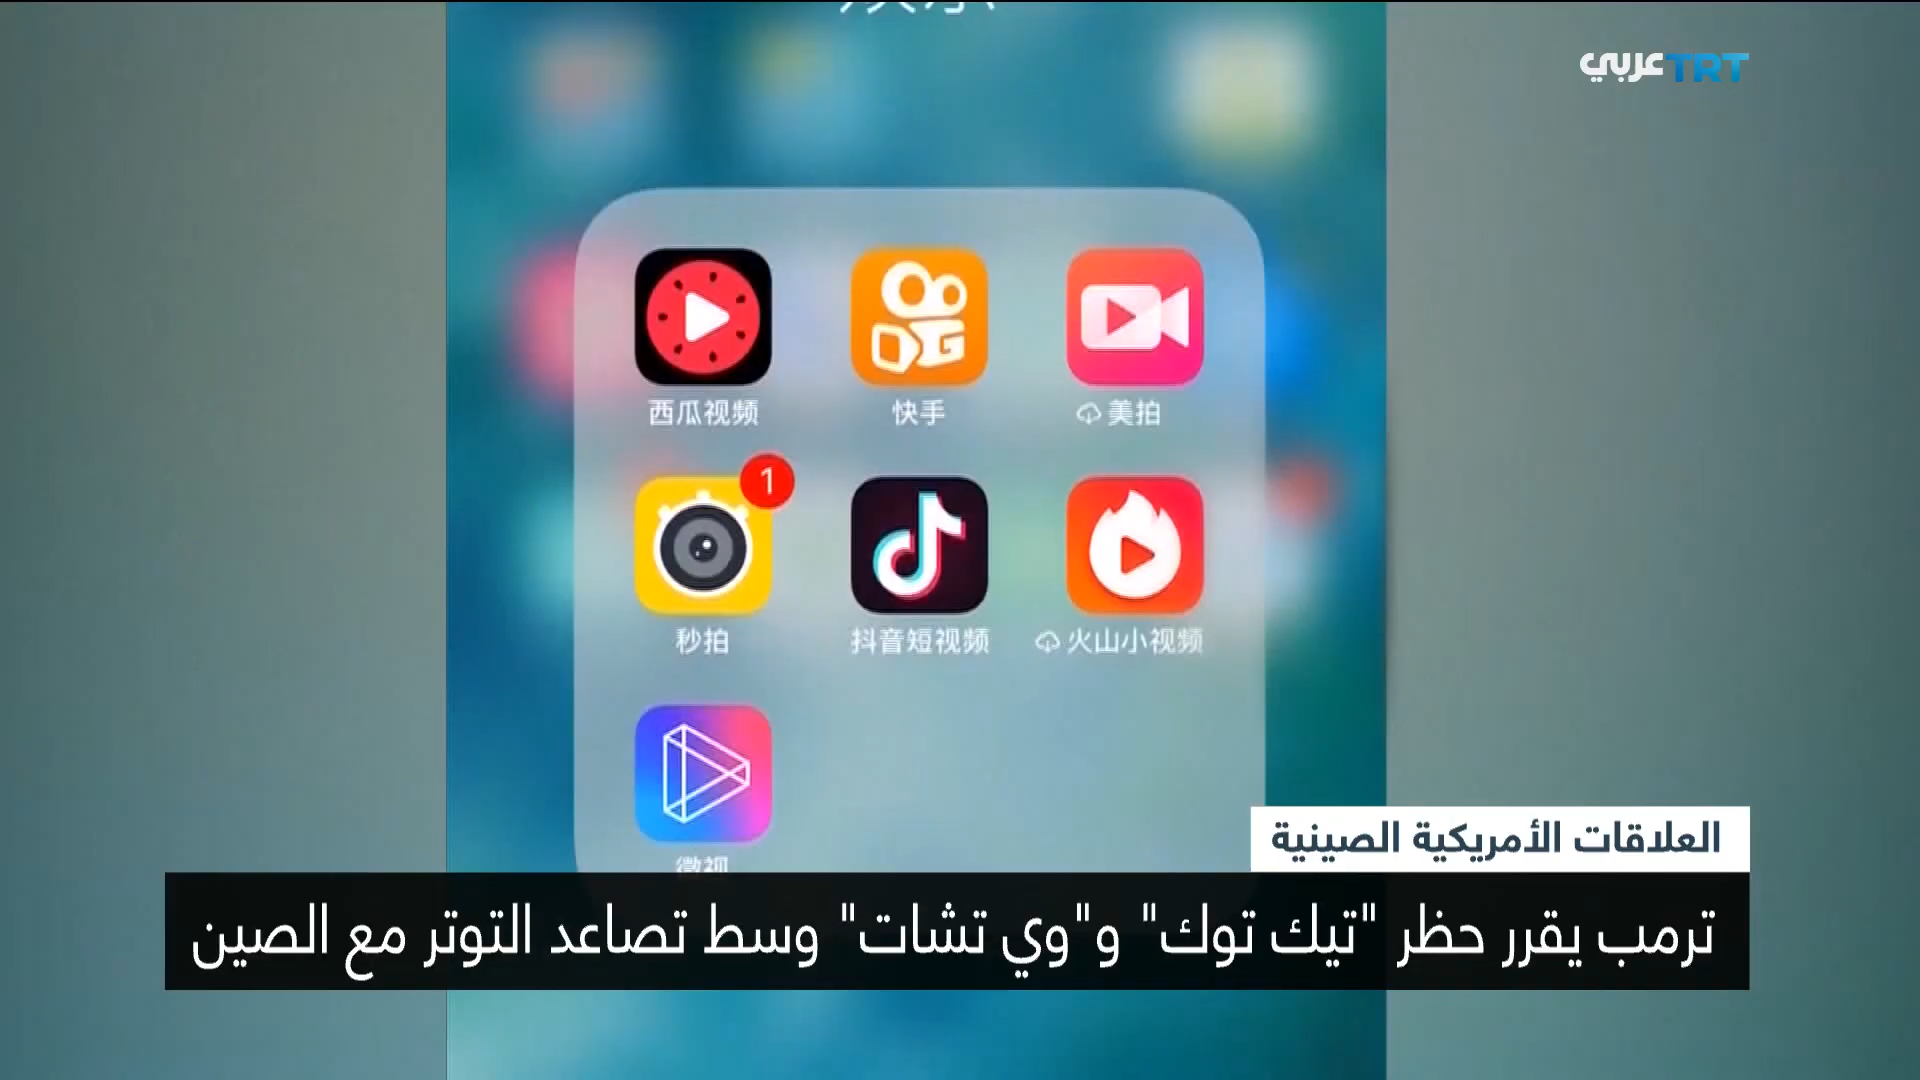 عربي TRT
西瓜视频
快手
美拍
1
秒拍
抖音短视频
火山小视频
微视
العلاقات الأمريكية الصينية
ترمب يقرر حظر "تيك توك" و"وي تشات" وسط تصاعد التوتر مع الصين